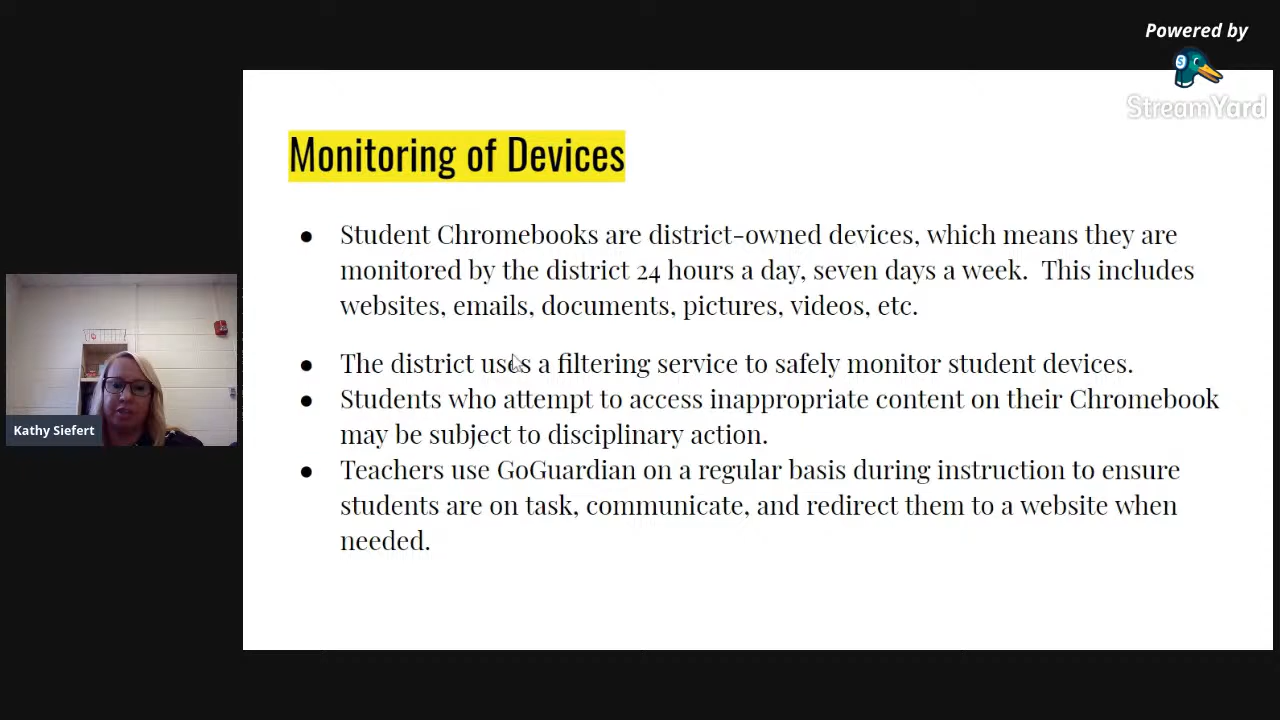 Powered by
StreamYard
Monitoring of Devices
● Student Chromebooks are district-owned devices, which means they are
monitored by the district 24 hours a day, seven days a week. This includes
websites, emails, documents, pictures, videos, etc.
● The district uses a filtering service to safely monitor student devices.
● Students who attempt to access inappropriate content on their Chromebook
may be subject to disciplinary action.
● Teachers use GoGuardian on a regular basis during instruction to ensure
students are on task, communicate, and redirect them to a website when
needed.
Kathy Siefert